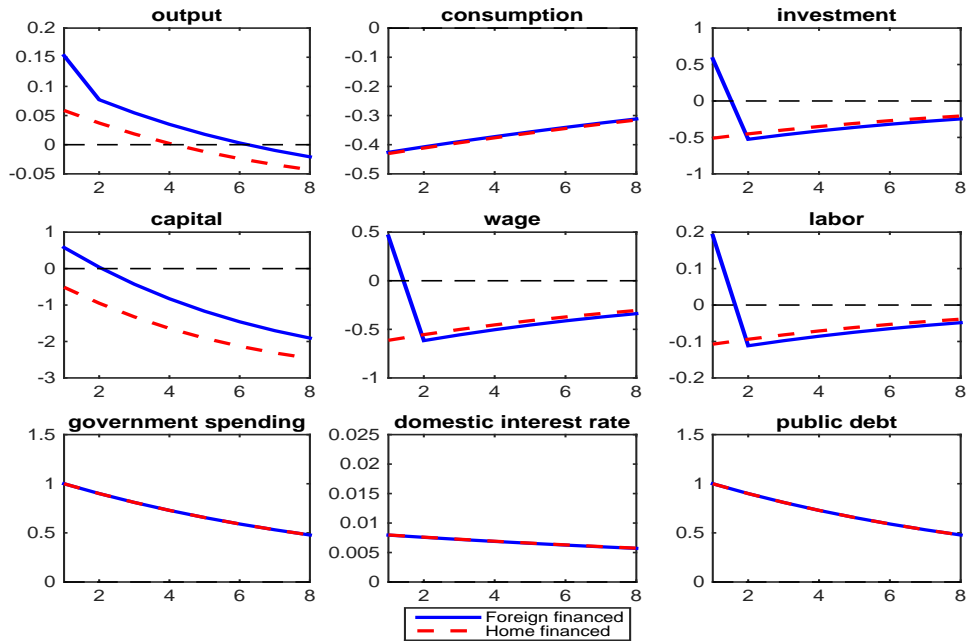 output
0.2
0.15
0.1
0.05
0
-0.05
2 4 6 8
consumption
-0
-0.1
-0.2
-0.3
-0.4
-0.5
2 4 6 8
investment
1
0.5
0
-0.5
-1
2 4 6 8
capital
1
0
-1
-2
-3
2 4 6 8
wage
0.5
0
-0.5
-1
2 4 6 8
labor
0.2
0.1
0
-0.1
-0.2
2 4 6 8
government spending
1.5
1
0.5
0
2 4 6 8
domestic interest rate
0.025
0.02
0.015
0.01
0.005
0
2 4 6 8
public debt
1.5
1
0.5
0
2 4 6 8
Foreign financed
Home financed